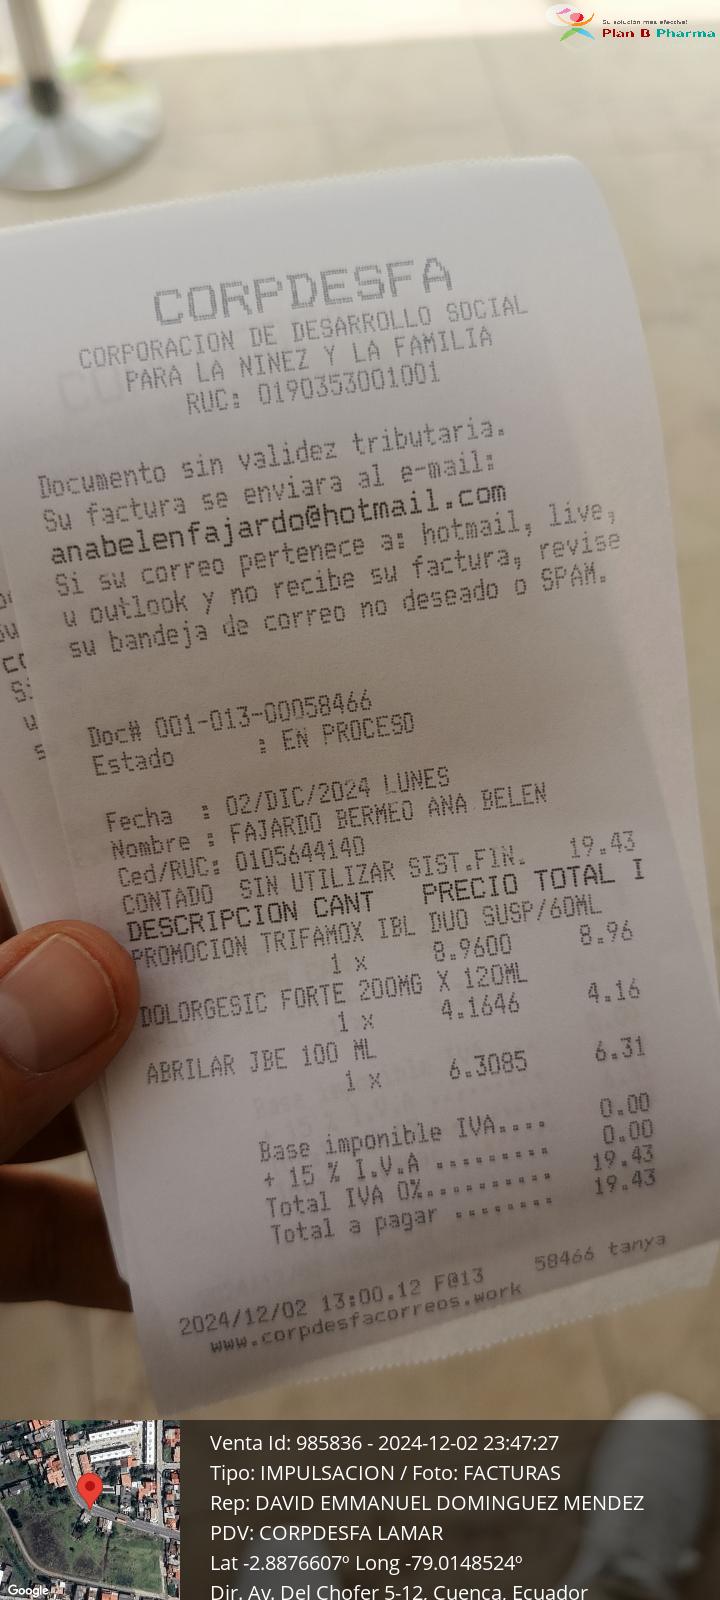 Su solución más efectiva!
Plan B Pharma
CORPDESFA
CORPORACION DE DESARROLLO SOCIAL
PARA LA NINEZ Y LA FAMILIA
RUC: 0190353001001
Documento sin validez tributaria.
Su factura se enviara al e-mail:
anabelenfajardo@hotmail.com
Si su correo pertenece a: hotmail, live,
u outlook y no recibe su factura, revise
su bandeja de correo no deseado o SPAM.
Doc# 001-013-00058466
Estado : EN PROCESO
Fecha : 02/DIC/2024 LUNES
Nombre : FAJARDO BERMEO ANA BELEN
Ced/RUC: 0105644140
CONTADO SIN UTILIZAR SIST.FIN. 19.43
DESCRIPCION CANT PRECIO TOTAL I
PROMOCION TRIFAMOX IBL DUO SUSP/60ML
1 x 8.9600 8.96
DOLORGESIC FORTE 200MG X 120ML
1 x 4.1646 4.16
ABRILAR JBE 100 ML
1 x 6.3085 6.31
Base imponible IVA.... 0.00
+ 15 % I.V.A ......... 0.00
Total IVA 0%........... 19.43
Total a pagar ........ 19.43
2024/12/02 13:00.12 F@13 58466 tanya
www.corpdesfacorreos.work
Venta Id: 985836 - 2024-12-02 23:47:27
Tipo: IMPULSACION / Foto: FACTURAS
Rep: DAVID EMMANUEL DOMINGUEZ MENDEZ
PDV: CORPDESFA LAMAR
Lat -2.8876607º Long -79.0148524º
Dir. Av. Del Chofer 5-12, Cuenca, Ecuador
Google